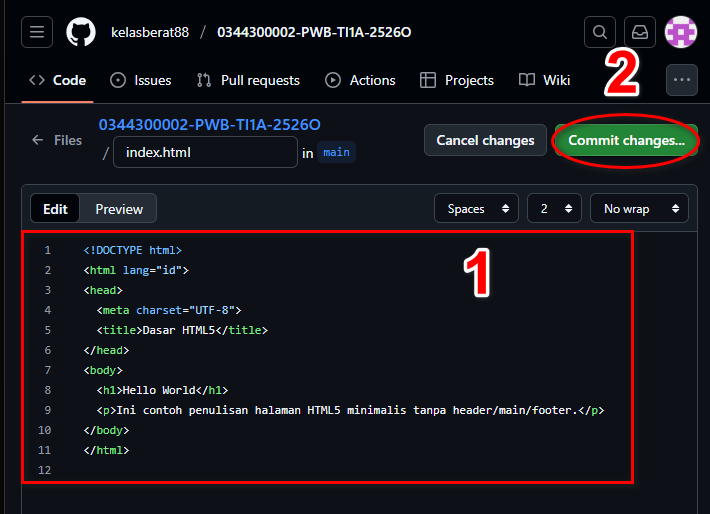 kelasberat88 / 0344300002-PWB-TI1A-2526O
Code Issues Pull requests Actions Projects Wiki ...
2
Files 0344300002-PWB-TI1A-2526O
/ index.html in main
Cancel changes Commit changes...
Edit Preview Spaces 2 No wrap
1
1 <!DOCTYPE html>
2 <html lang="id">
3 <head>
4 <meta charset="UTF-8">
5 <title>Dasar HTML5</title>
6 </head>
7 <body>
8 <h1>Hello World</h1>
9 <p>Ini contoh penulisan halaman HTML5 minimalis tanpa header/main/footer.</p>
10 </body>
11 </html>
12